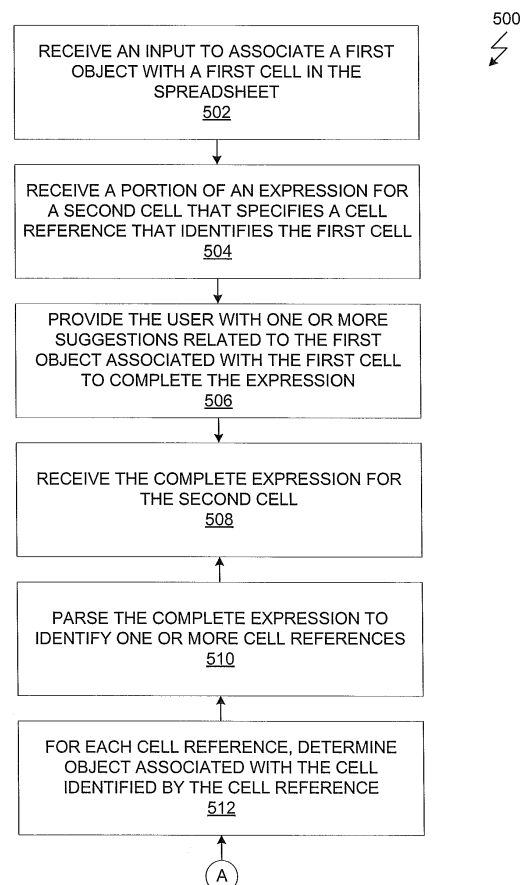 500
RECEIVE AN INPUT TO ASSOCIATE A FIRST
OBJECT WITH A FIRST CELL IN THE
SPREADSHEET
502
RECEIVE A PORTION OF AN EXPRESSION FOR
A SECOND CELL THAT SPECIFIES A CELL
REFERENCE THAT IDENTIFIES THE FIRST CELL
504
PROVIDE THE USER WITH ONE OR MORE
SUGGESTIONS RELATED TO THE FIRST
OBJECT ASSOCIATED WITH THE FIRST CELL
TO COMPLETE THE EXPRESSION
506
RECEIVE THE COMPLETE EXPRESSION FOR
THE SECOND CELL
508
PARSE THE COMPLETE EXPRESSION TO
IDENTIFY ONE OR MORE CELL REFERENCES
510
FOR EACH CELL REFERENCE, DETERMINE
OBJECT ASSOCIATED WITH THE CELL
IDENTIFIED BY THE CELL REFERENCE
512
A